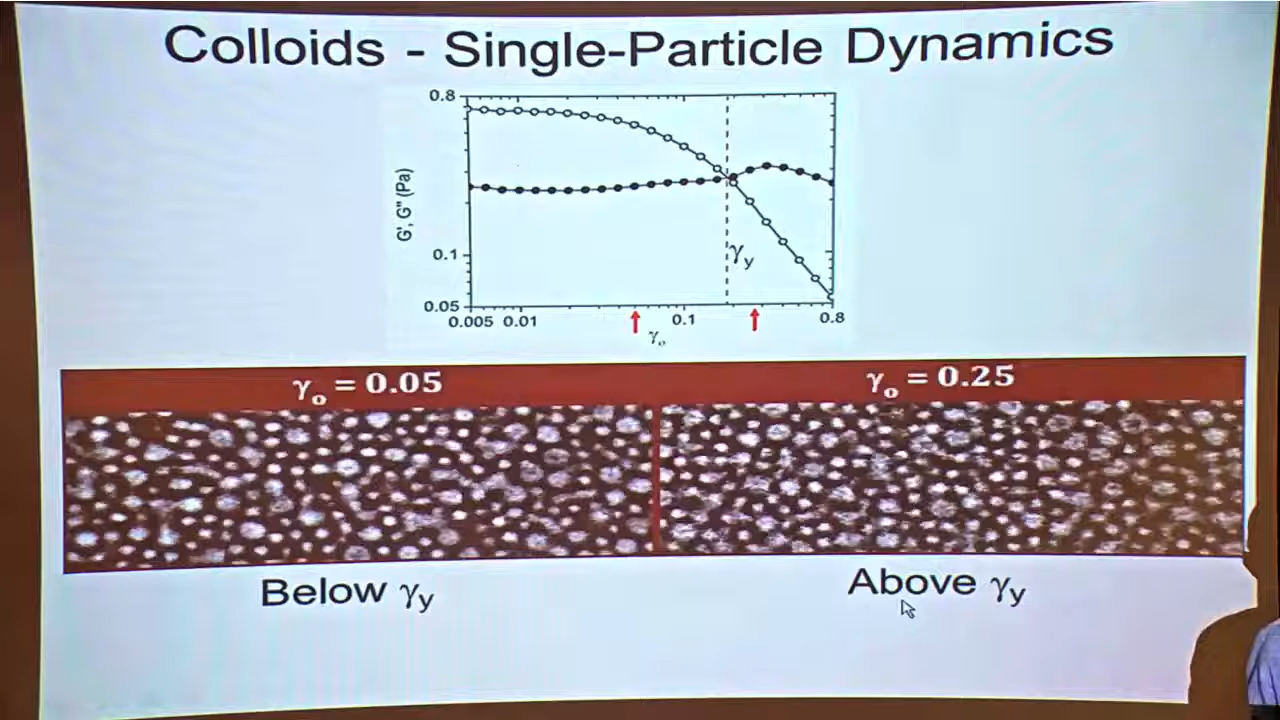 Colloids - Single-Particle Dynamics
0.8
G', G" (Pa)
0.1
0.05
γy
0.005 0.01 0.1 0.8
γo
γo = 0.05
γo = 0.25
Below γy
Above γy